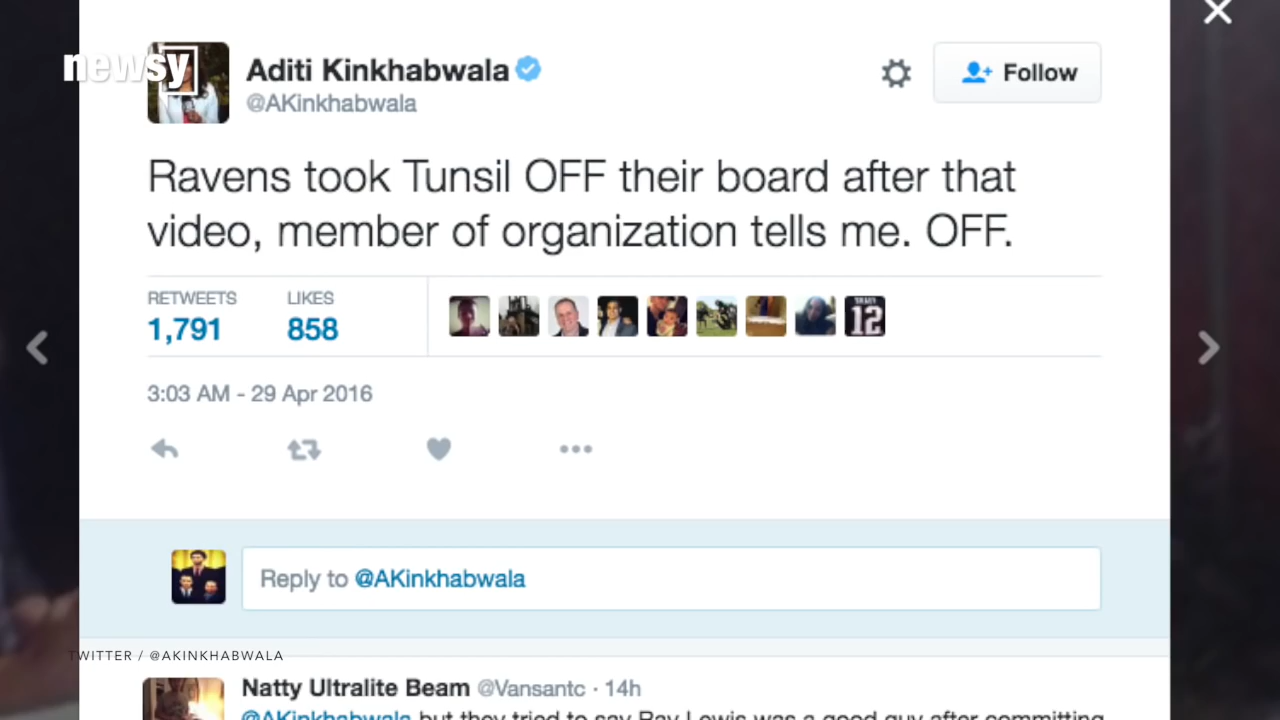 newsy
Aditi Kinkhabwala
@AKinkhabwala
Follow
Ravens took Tunsil OFF their board after that
video, member of organization tells me. OFF.
RETWEETS LIKES
1,791 858
12
3:03 AM - 29 Apr 2016
Reply to @AKinkhabwala
TWITTER / @AKINKHABWALA
Natty Ultralite Beam @Vansantc · 14h
@AKinkhabwala but they tried to say Ray Lewis was a good guy after committing